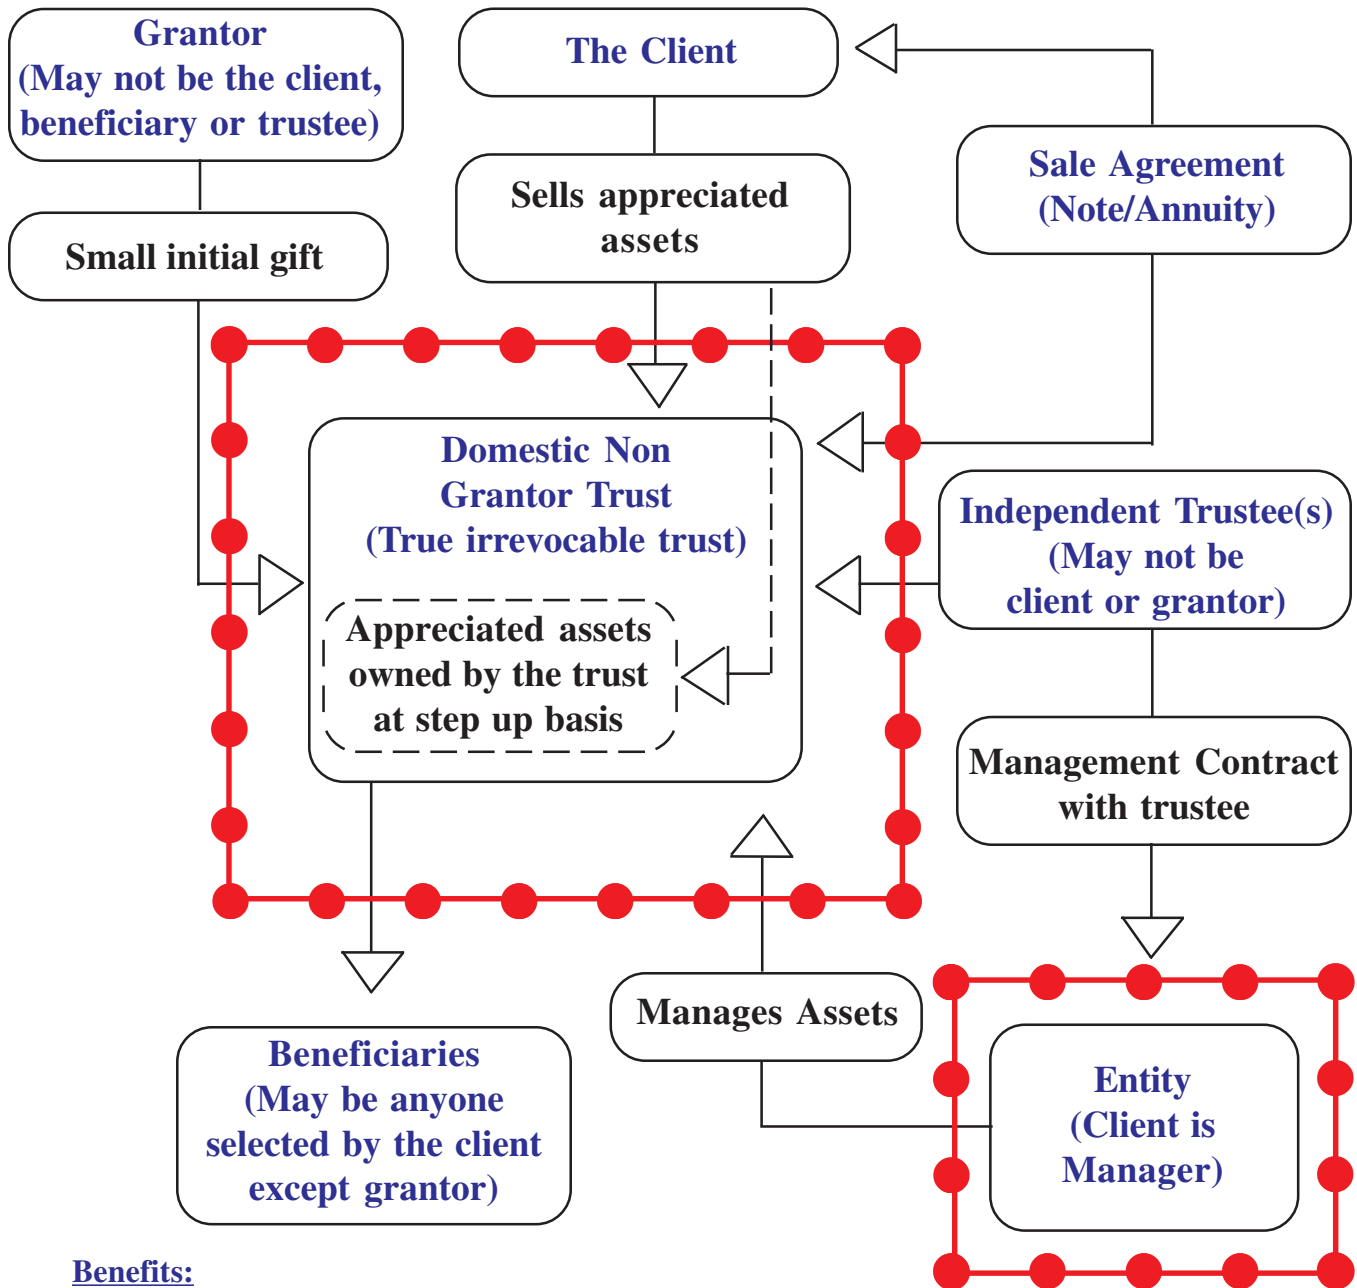 Grantor
(May not be the client,
beneficiary or trustee)
The Client
Sale Agreement
(Note/Annuity)
Small initial gift
Sells appreciated
assets
Domestic Non
Grantor Trust
(True irrevocable trust)
Independent Trustee(s)
(May not be
client or grantor)
Appreciated assets
owned by the trust
at step up basis
Management Contract
with trustee
Manages Assets
Beneficiaries
(May be anyone
selected by the client
except grantor)
Entity
(Client is
Manager)
Benefits: